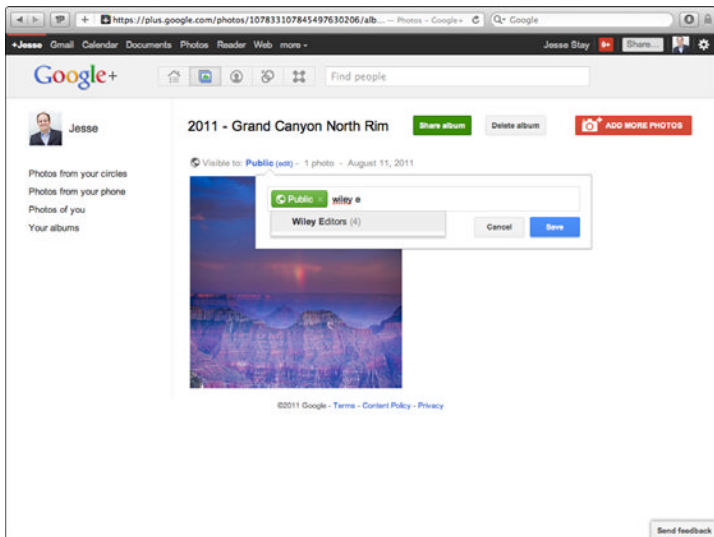 https://plus.google.com/photos/107833107845497630206/alb... — Photos - Google+
Google
+Jesse Gmail Calendar Documents Photos Reader Web more
Jesse Stay 9+ Share...
Google+
Find people
Jesse
2011 - Grand Canyon North Rim
Share album
Delete album
ADD MORE PHOTOS
Visible to: Public (edit) - 1 photo - August 11, 2011
Photos from your circles
Photos from your phone
Photos of you
Your albums
Public × wiley e
Wiley Editors (4)
Cancel
Save
©2011 Google - Terms - Content Policy - Privacy
Send feedback